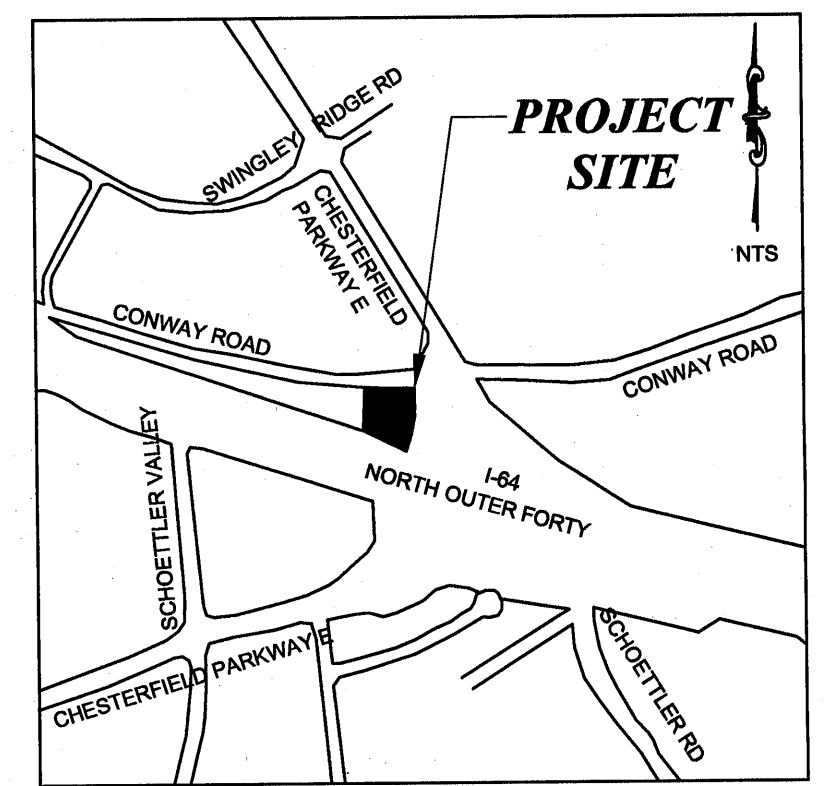 SWINGLEY RIDGE RD
PROJECT
SITE
NTS
CHESTERFIELD
PARKWAY E
CONWAY ROAD
CONWAY ROAD
SCHOETTLER VALLEY
I-64
NORTH OUTER FORTY
CHESTERFIELD PARKWAY E
SCHOETTLER RD